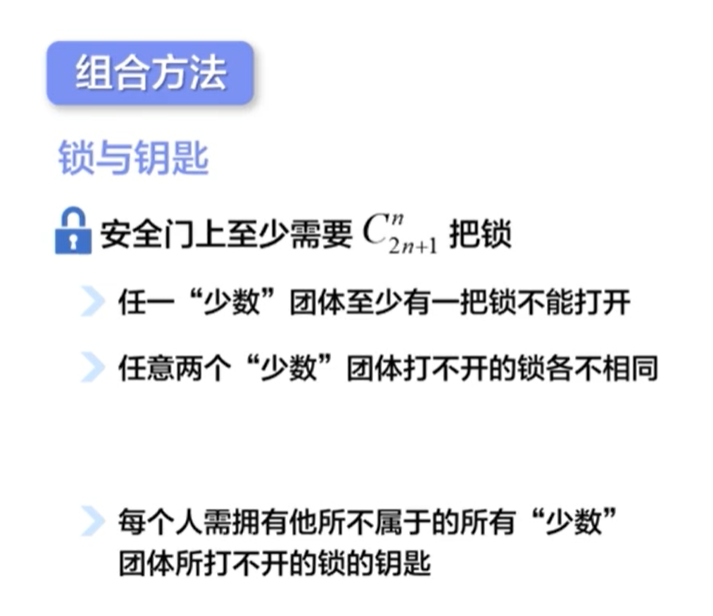 组合方法
锁与钥匙
安全门上至少需要 $C_{2n+1}^{n}$ 把锁
任一“少数”团体至少有一把锁不能打开
任意两个“少数”团体打不开的锁各不相同
每个人需拥有他所不属于的所有“少数”
团体所打不开的锁的钥匙